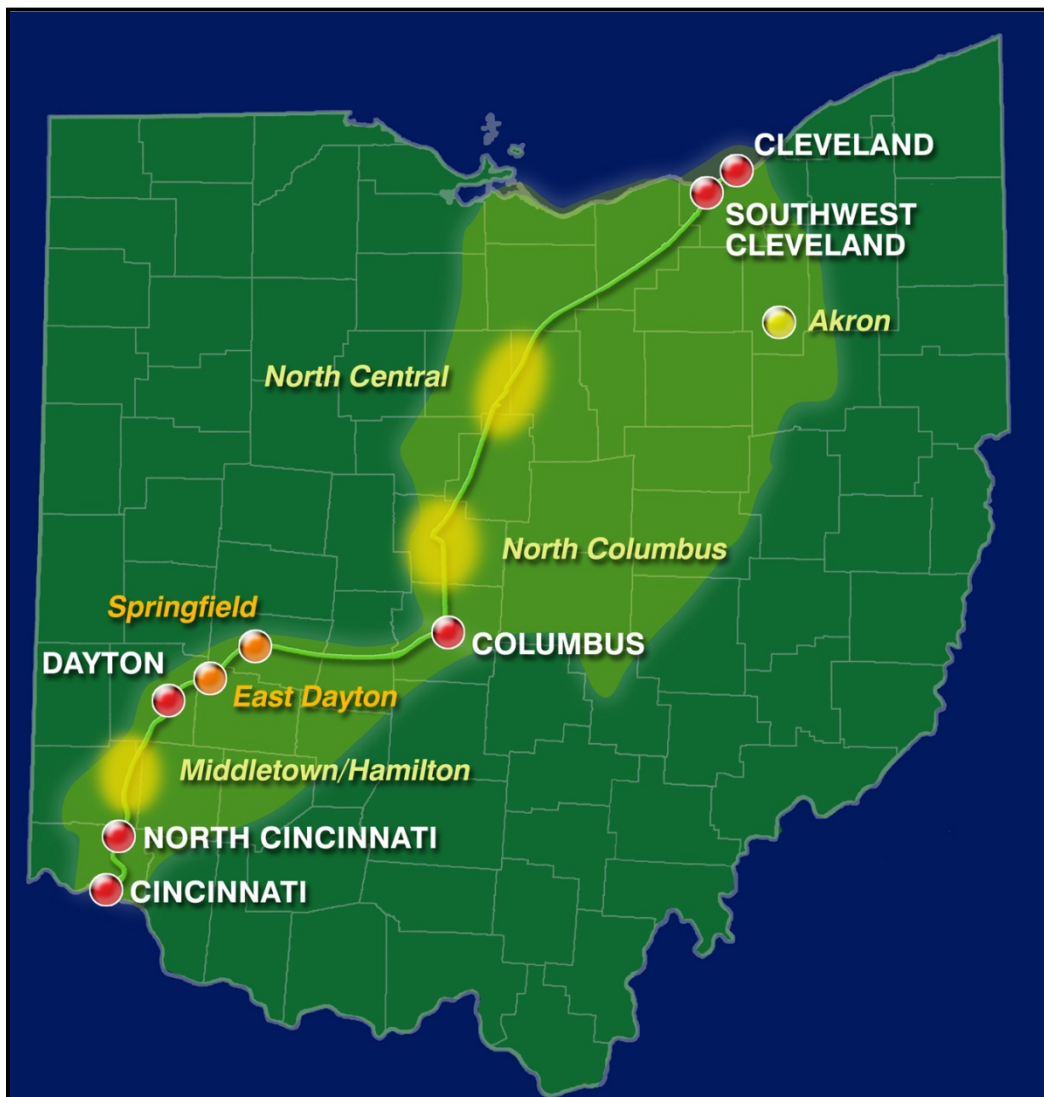 CLEVELAND
SOUTHWEST
CLEVELAND
Akron
North Central
North Columbus
Springfield
COLUMBUS
DAYTON
East Dayton
Middletown/Hamilton
NORTH CINCINNATI
CINCINNATI